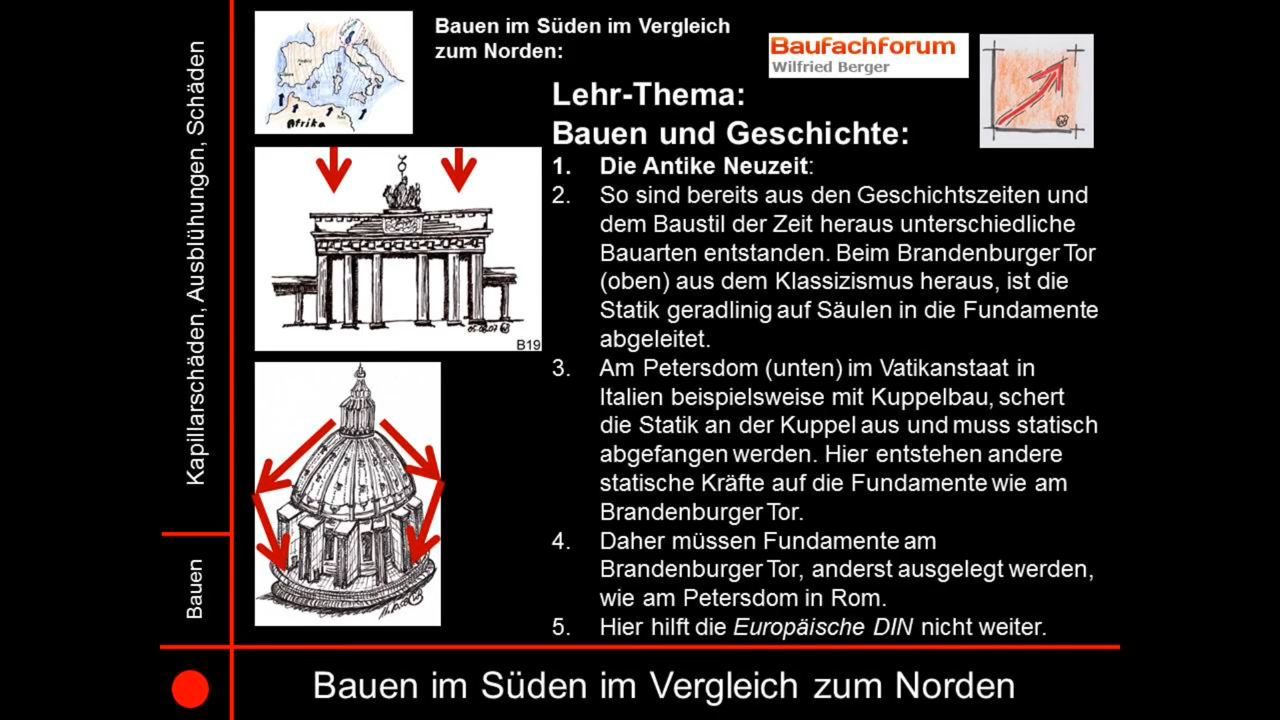 Bauen im Süden im Vergleich
zum Norden:
Baufachforum
Wilfried Berger
Lehr-Thema:
Bauen und Geschichte:
1. Die Antike Neuzeit:
2. So sind bereits aus den Geschichtszeiten und
dem Baustil der Zeit heraus unterschiedliche
Bauarten entstanden. Beim Brandenburger Tor
(oben) aus dem Klassizismus heraus, ist die
Statik geradlinig auf Säulen in die Fundamente
abgeleitet.
3. Am Petersdom (unten) im Vatikanstaat in
Italien beispielsweise mit Kuppelbau, schert
die Statik an der Kuppel aus und muss statisch
abgefangen werden. Hier entstehen andere
statische Kräfte auf die Fundamente wie am
Brandenburger Tor.
4. Daher müssen Fundamente am
Brandenburger Tor, anderst ausgelegt werden,
wie am Petersdom in Rom.
5. Hier hilft die Europäische DIN nicht weiter.
Afrika
B19
Kapillarschäden, Ausblühungen, Schäden
Bauen
Bauen im Süden im Vergleich zum Norden